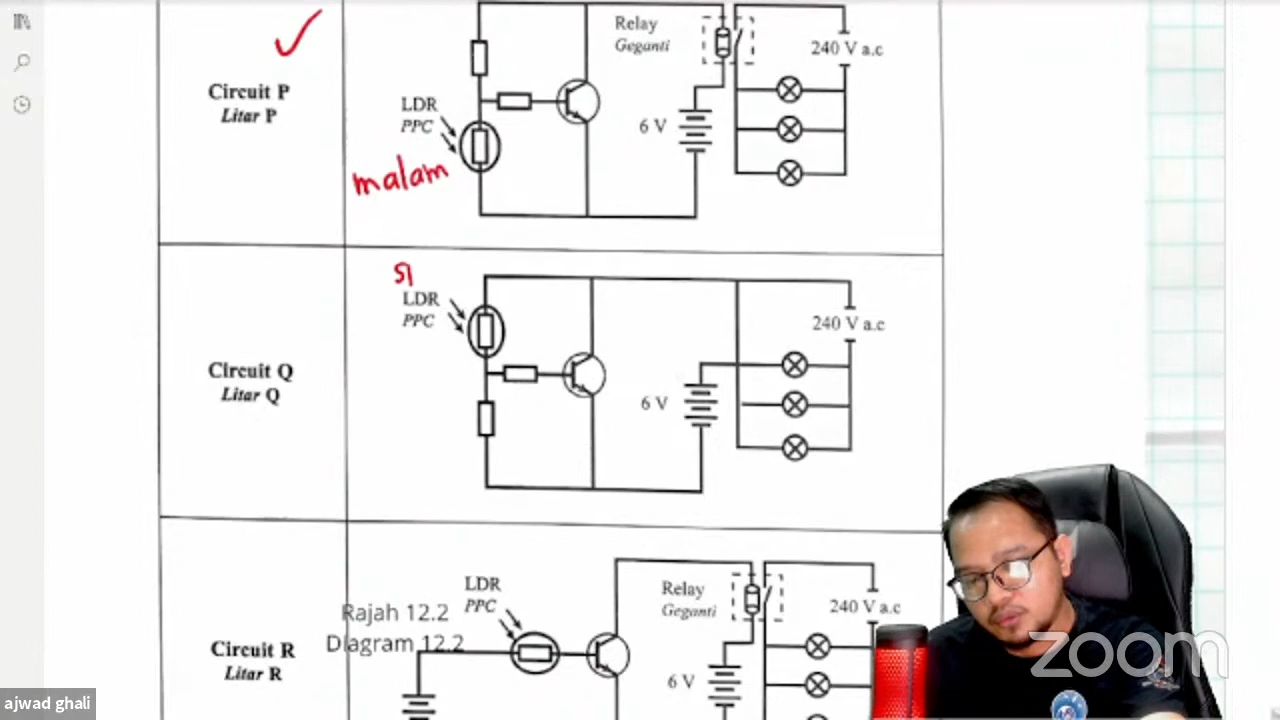 Circuit P
Litar P
LDR
PPC
malam
Relay
Geganti
6 V
240 V a.c
Circuit Q
Litar Q
SI
LDR
PPC
6 V
240 V a.c
Circuit R
Litar R
Rajah 12.2
Diagram 12.2
LDR
PPC
Relay
Geganti
6 V
240 V a.c
zoom
ajwad ghali